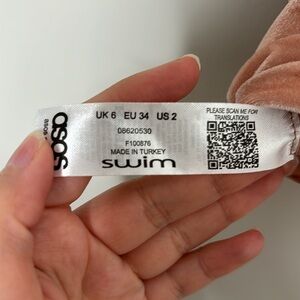 asos
UK 6 EU 34 US 2
08620530
F100876
MADE IN TURKEY
swim
PLEASE SCAN ME FOR
TRANSLATIONS